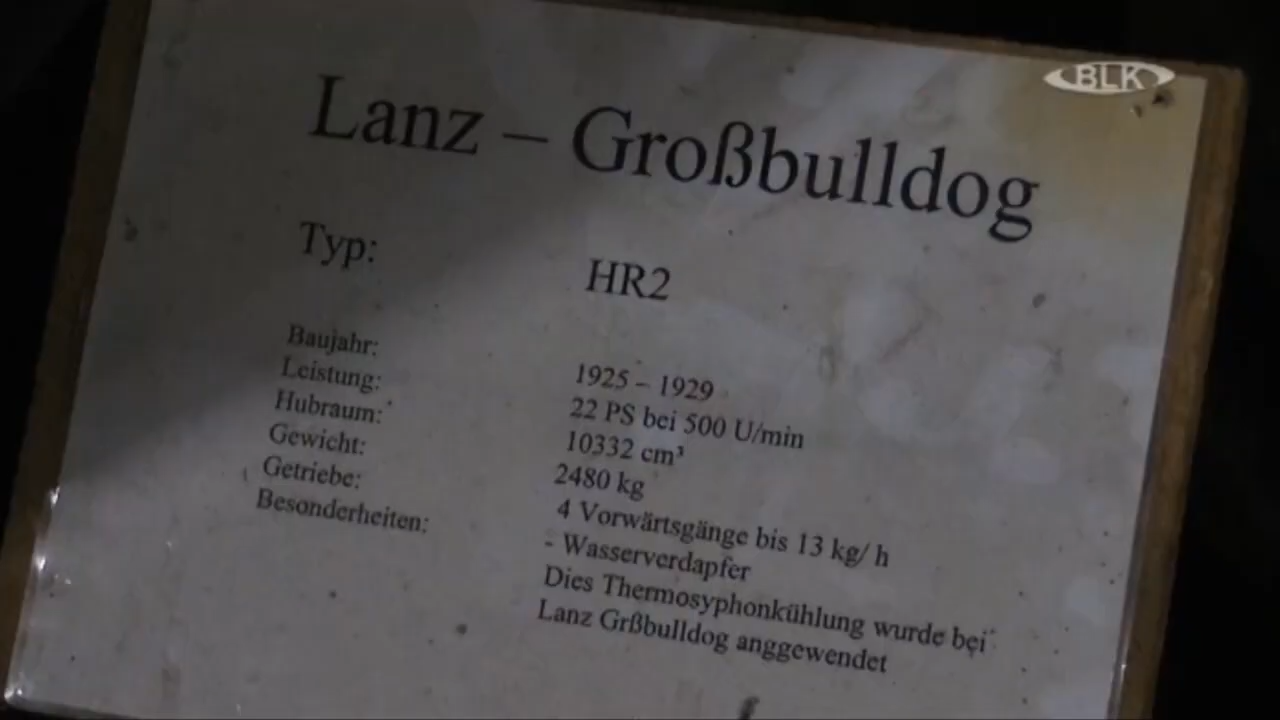 BLK
Lanz – Großbulldog
Typ: HR2
Baujahr: 1925 – 1929
Leistung: 22 PS bei 500 U/min
Hubraum: 10332 cm³
Gewicht: 2480 kg
Getriebe: 4 Vorwärtsgänge bis 13 kg/ h
Besonderheiten: - Wasserverdapfer
Dies Thermosyphonkühlung wurde bei
Lanz Grßbulldog anggewendet